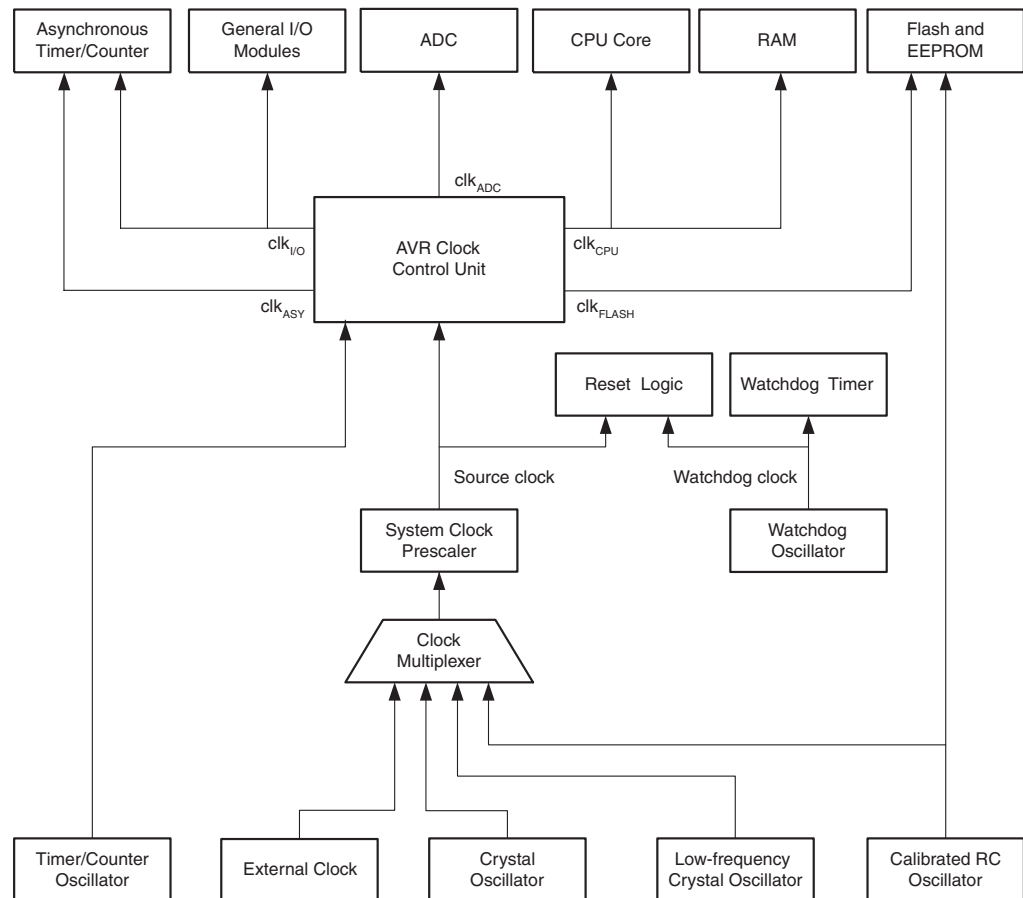 Asynchronous
Timer/Counter
General I/O
Modules
ADC
CPU Core
RAM
Flash and
EEPROM
clkADC
clkI/O
AVR Clock
Control Unit
clkCPU
clkASY
clkFLASH
Reset Logic
Watchdog Timer
Source clock
Watchdog clock
System Clock
Prescaler
Watchdog
Oscillator
Clock
Multiplexer
Timer/Counter
Oscillator
External Clock
Crystal
Oscillator
Low-frequency
Crystal Oscillator
Calibrated RC
Oscillator